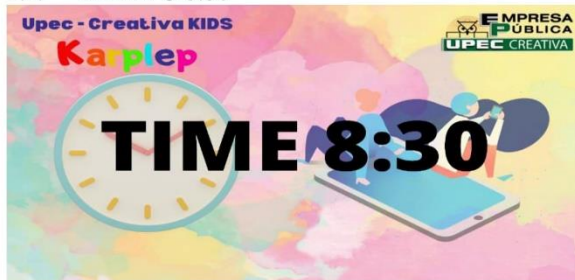 Upec - Creativa KIDS
Karplep
EMPRESA
PÚBLICA
UPEC CREATIVA
TIME 8:30